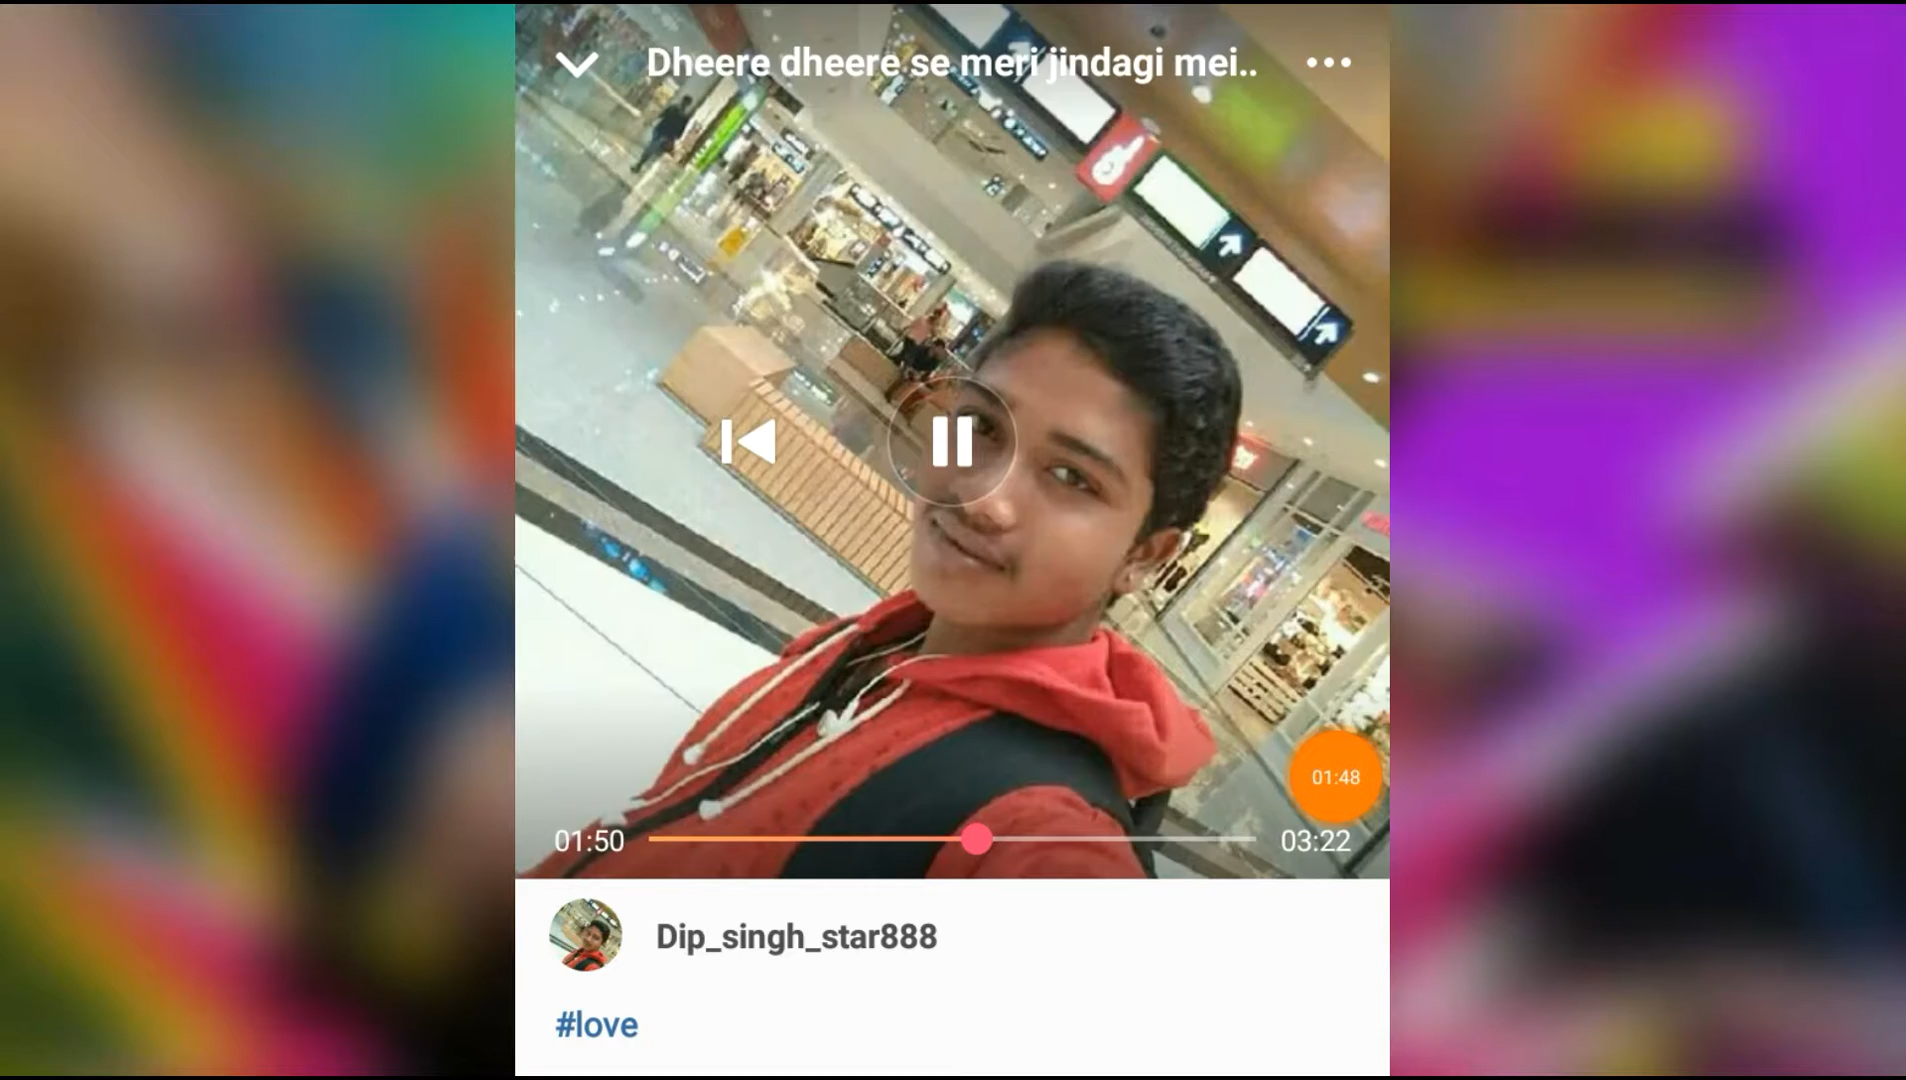 Dheere dheere se meri jindagi mei..
01:48
01:50
03:22
Dip_singh_star888
#love